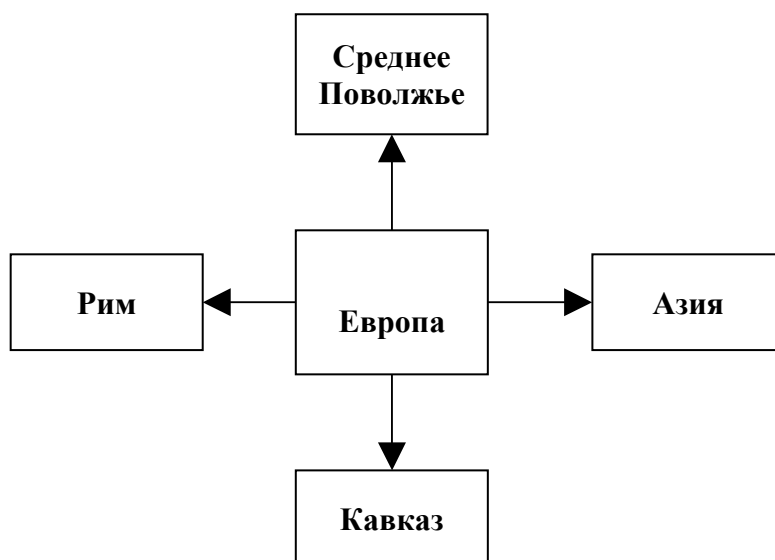 Среднее
Поволжье
Рим
Европа
Азия
Кавказ